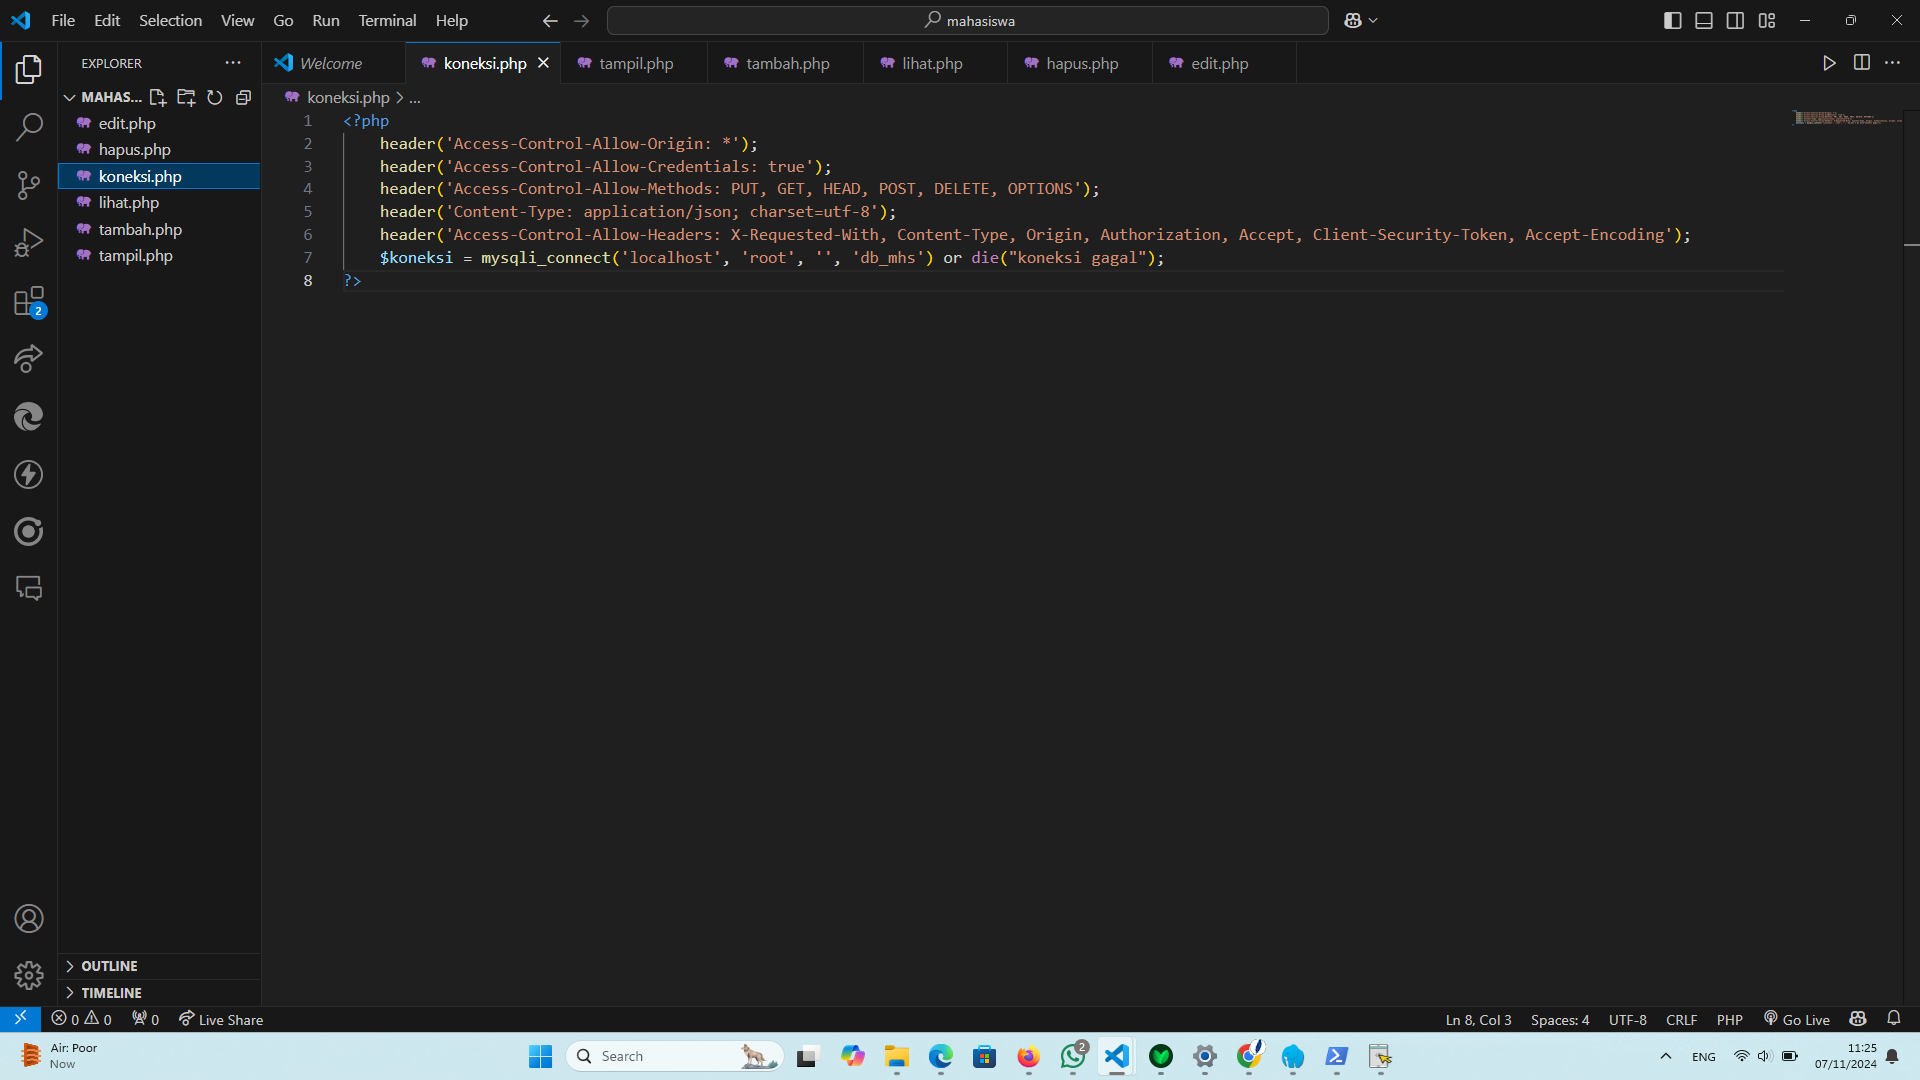 File Edit Selection View Go Run Terminal Help
mahasiswa
EXPLORER
Welcome koneksi.php tampil.php tambah.php lihat.php hapus.php edit.php
MAHAS...
koneksi.php > ...
edit.php
hapus.php
koneksi.php
lihat.php
tambah.php
tampil.php
1 <?php
2 header('Access-Control-Allow-Origin: *');
3 header('Access-Control-Allow-Credentials: true');
4 header('Access-Control-Allow-Methods: PUT, GET, HEAD, POST, DELETE, OPTIONS');
5 header('Content-Type: application/json; charset=utf-8');
6 header('Access-Control-Allow-Headers: X-Requested-With, Content-Type, Origin, Authorization, Accept, Client-Security-Token, Accept-Encoding');
7 $koneksi = mysqli_connect('localhost', 'root', '', 'db_mhs') or die("koneksi gagal");
8 ?>
2
OUTLINE
TIMELINE
0 0 0 Live Share
Ln 8, Col 3 Spaces: 4 UTF-8 CRLF PHP Go Live
Air: Poor
Now
Search
2
ENG
11:25
07/11/2024